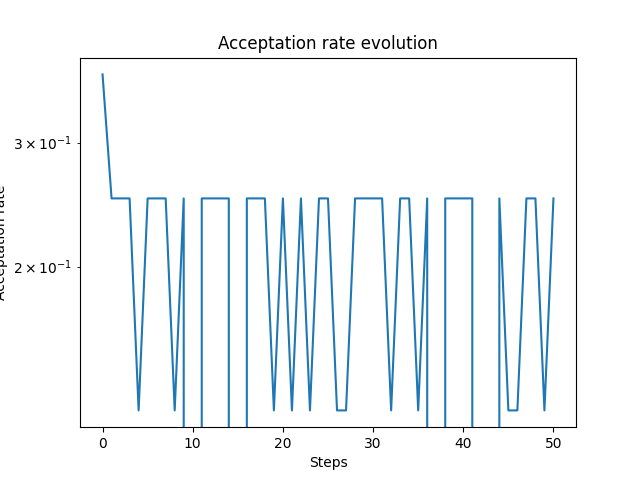 Acceptation rate evolution
3 × 10⁻¹
2 × 10⁻¹
Acceptation rate
0 10 20 30 40 50
Steps